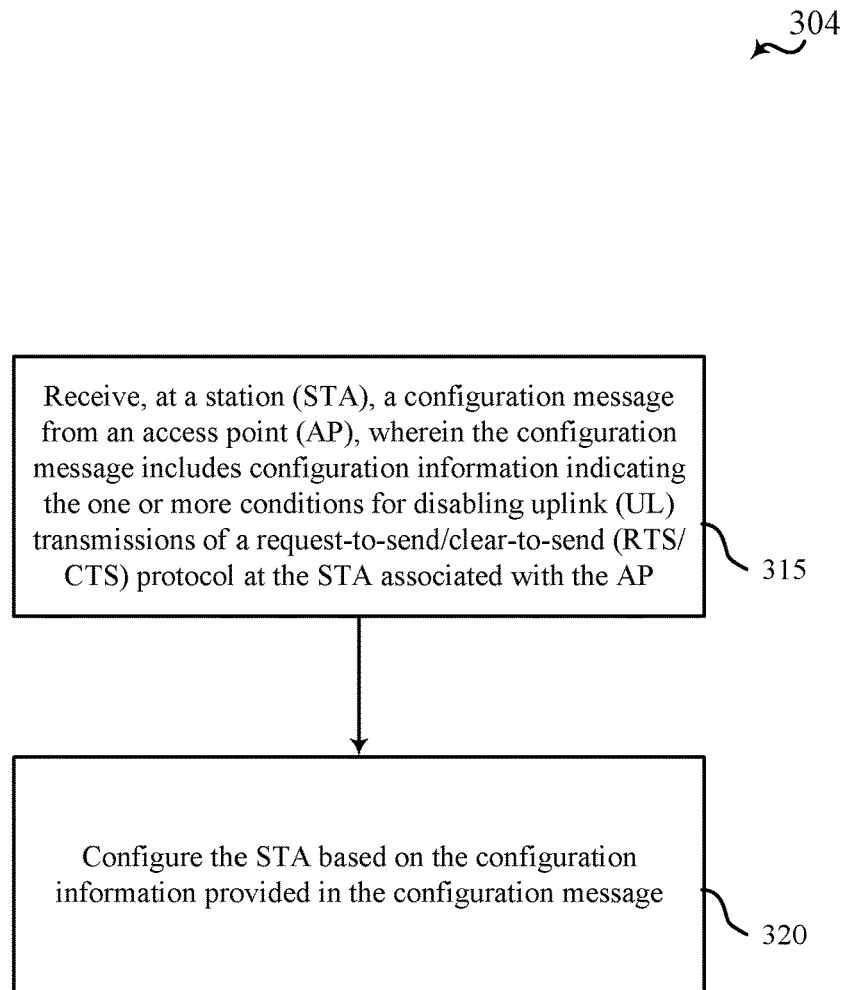 304
Receive, at a station (STA), a configuration message
from an access point (AP), wherein the configuration
message includes configuration information indicating
the one or more conditions for disabling uplink (UL)
transmissions of a request-to-send/clear-to-send (RTS/
CTS) protocol at the STA associated with the AP
315
Configure the STA based on the configuration
information provided in the configuration message
320